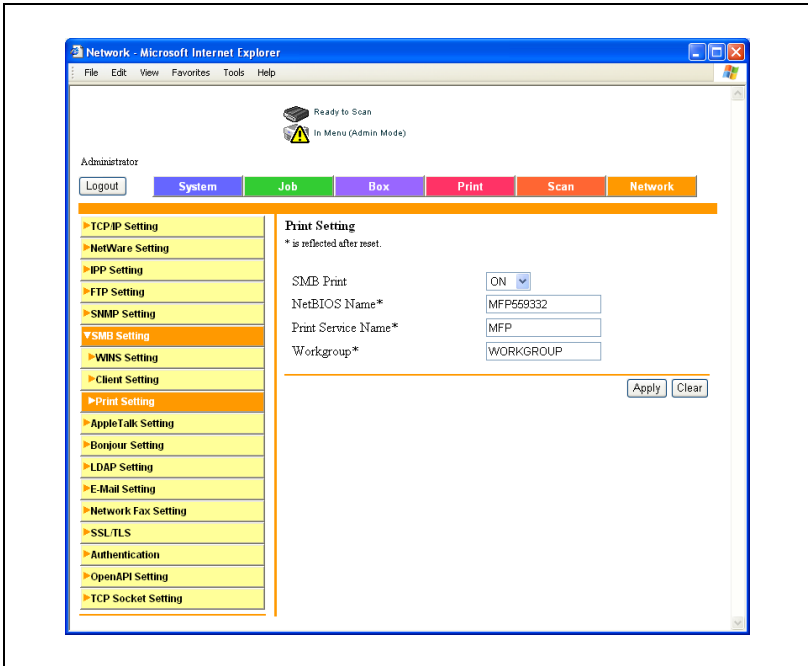 Network - Microsoft Internet Explorer
File Edit View Favorites Tools Help
Ready to Scan
In Menu (Admin Mode)
Administrator
Logout
System Job Box Print Scan Network
TCP/IP Setting
NetWare Setting
IPP Setting
FTP Setting
SNMP Setting
SMB Setting
WINS Setting
Client Setting
Print Setting
AppleTalk Setting
Bonjour Setting
LDAP Setting
E-Mail Setting
Network Fax Setting
SSL/TLS
Authentication
OpenAPI Setting
TCP Socket Setting
Print Setting
* is reflected after reset.
SMB Print ON
NetBIOS Name* MFP559332
Print Service Name* MFP
Workgroup* WORKGROUP
Apply Clear